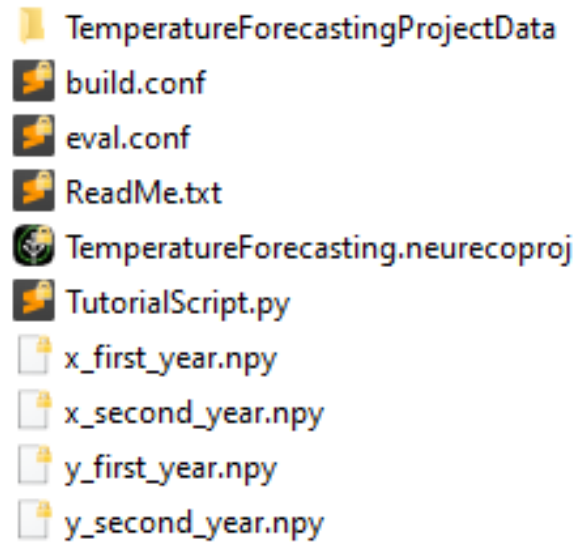 TemperatureForecastingProjectData
build.conf
eval.conf
ReadMe.txt
TemperatureForecasting.neurecoproj
TutorialScript.py
x_first_year.npy
x_second_year.npy
y_first_year.npy
y_second_year.npy